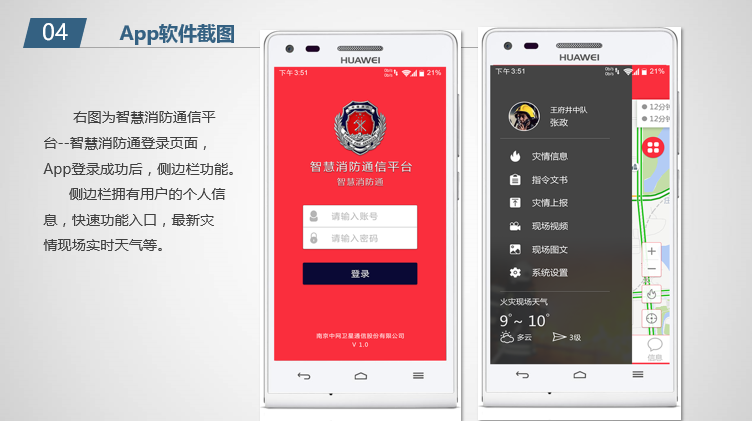 04
App软件截图
右图为智慧消防通信平
台--智慧消防通登录页面，
App登录成功后，侧边栏功能。
侧边栏拥有用户的个人信
息，快速功能入口，最新灾
情现场实时天气等。
HUAWEI
下午3:51
0b/s
0b/s
21%
智慧消防通信平台
智慧消防通
请输入账号
请输入密码
登录
南京中网卫星通信股份有限公司
V 1.0
HUAWEI
下午3:51
0b/s
0b/s
21%
王府井中队
张政
灾情信息
指令文书
灾情上报
现场视频
现场图文
系统设置
火灾现场天气
9°~ 10°
多云
3级
12分钟
12分钟
信息